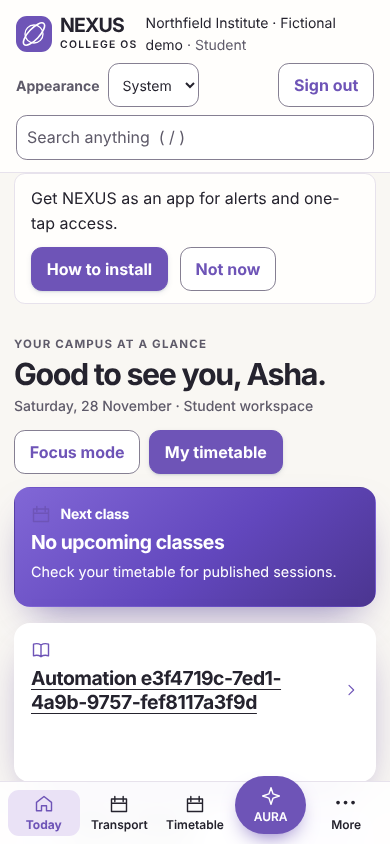 NEXUS
COLLEGE OS
Northfield Institute · Fictional
demo · Student
Appearance
System
Sign out
Search anything ( / )
Get NEXUS as an app for alerts and one-
tap access.
How to install
Not now
YOUR CAMPUS AT A GLANCE
Good to see you, Asha.
Saturday, 28 November · Student workspace
Focus mode
My timetable
Next class
No upcoming classes
Check your timetable for published sessions.
Automation e3f4719c-7ed1-
4a9b-9757-fef8117a3f9d
Today
Transport
Timetable
AURA
More